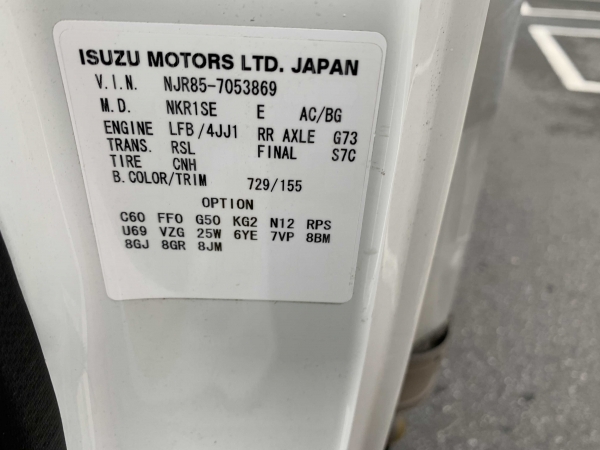 ISUZU MOTORS LTD. JAPAN
V.I.N. NJR85-7053869
M.D. NKR1SE E AC/BG
ENGINE LFB/4JJ1 RR AXLE G73
TRANS. RSL FINAL S7C
TIRE CNH
B.COLOR/TRIM 729/155
OPTION
C60 FF0 G50 KG2 N12 RPS
U69 VZG 25W 6YE 7VP 8BM
8GJ 8GR 8JM